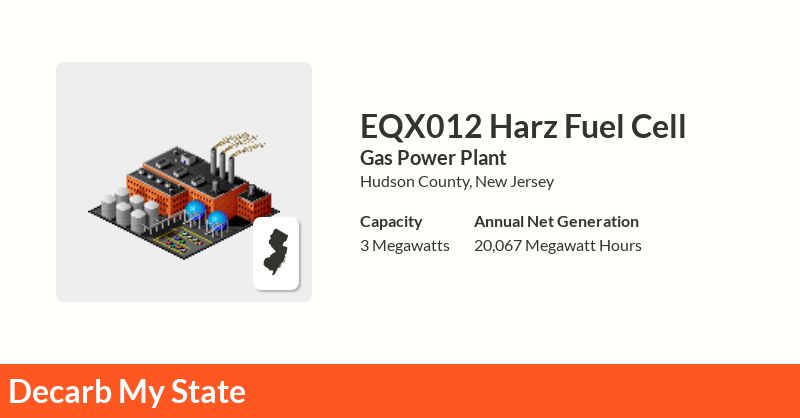 EQX012 Harz Fuel Cell
Gas Power Plant
Hudson County, New Jersey
Capacity Annual Net Generation
3 Megawatts 20,067 Megawatt Hours
Decarb My State